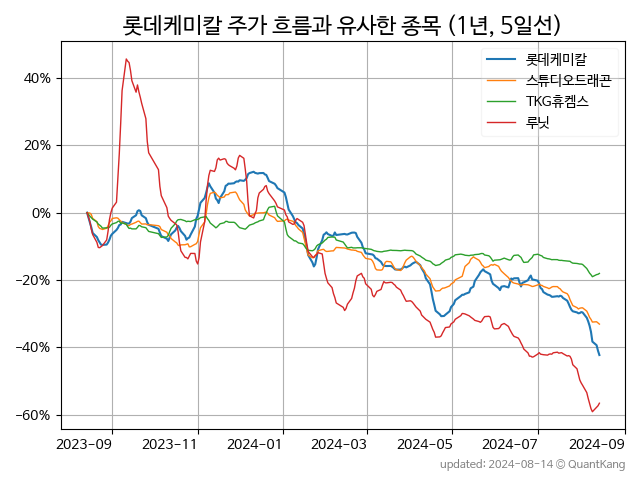 롯데케미칼 주가 흐름과 유사한 종목 (1년, 5일선)
롯데케미칼
스튜디오드래곤
TKG휴켐스
루닛
40%
20%
0%
−20%
−40%
−60%
2023-09 2023-11 2024-01 2024-03 2024-05 2024-07 2024-09
updated: 2024-08-14 © QuantKang